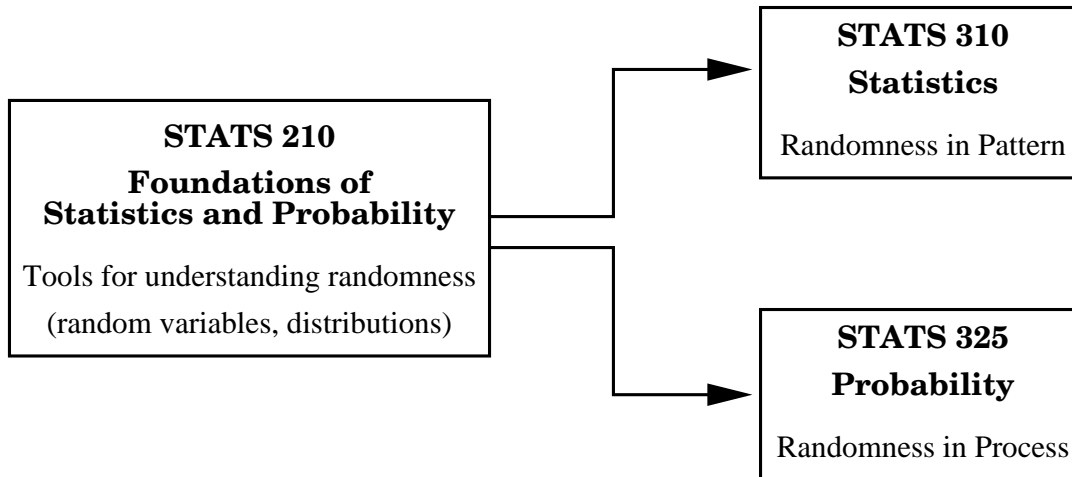 STATS 210
Foundations of
Statistics and Probability
Tools for understanding randomness
(random variables, distributions)
STATS 310
Statistics
Randomness in Pattern
STATS 325
Probability
Randomness in Process